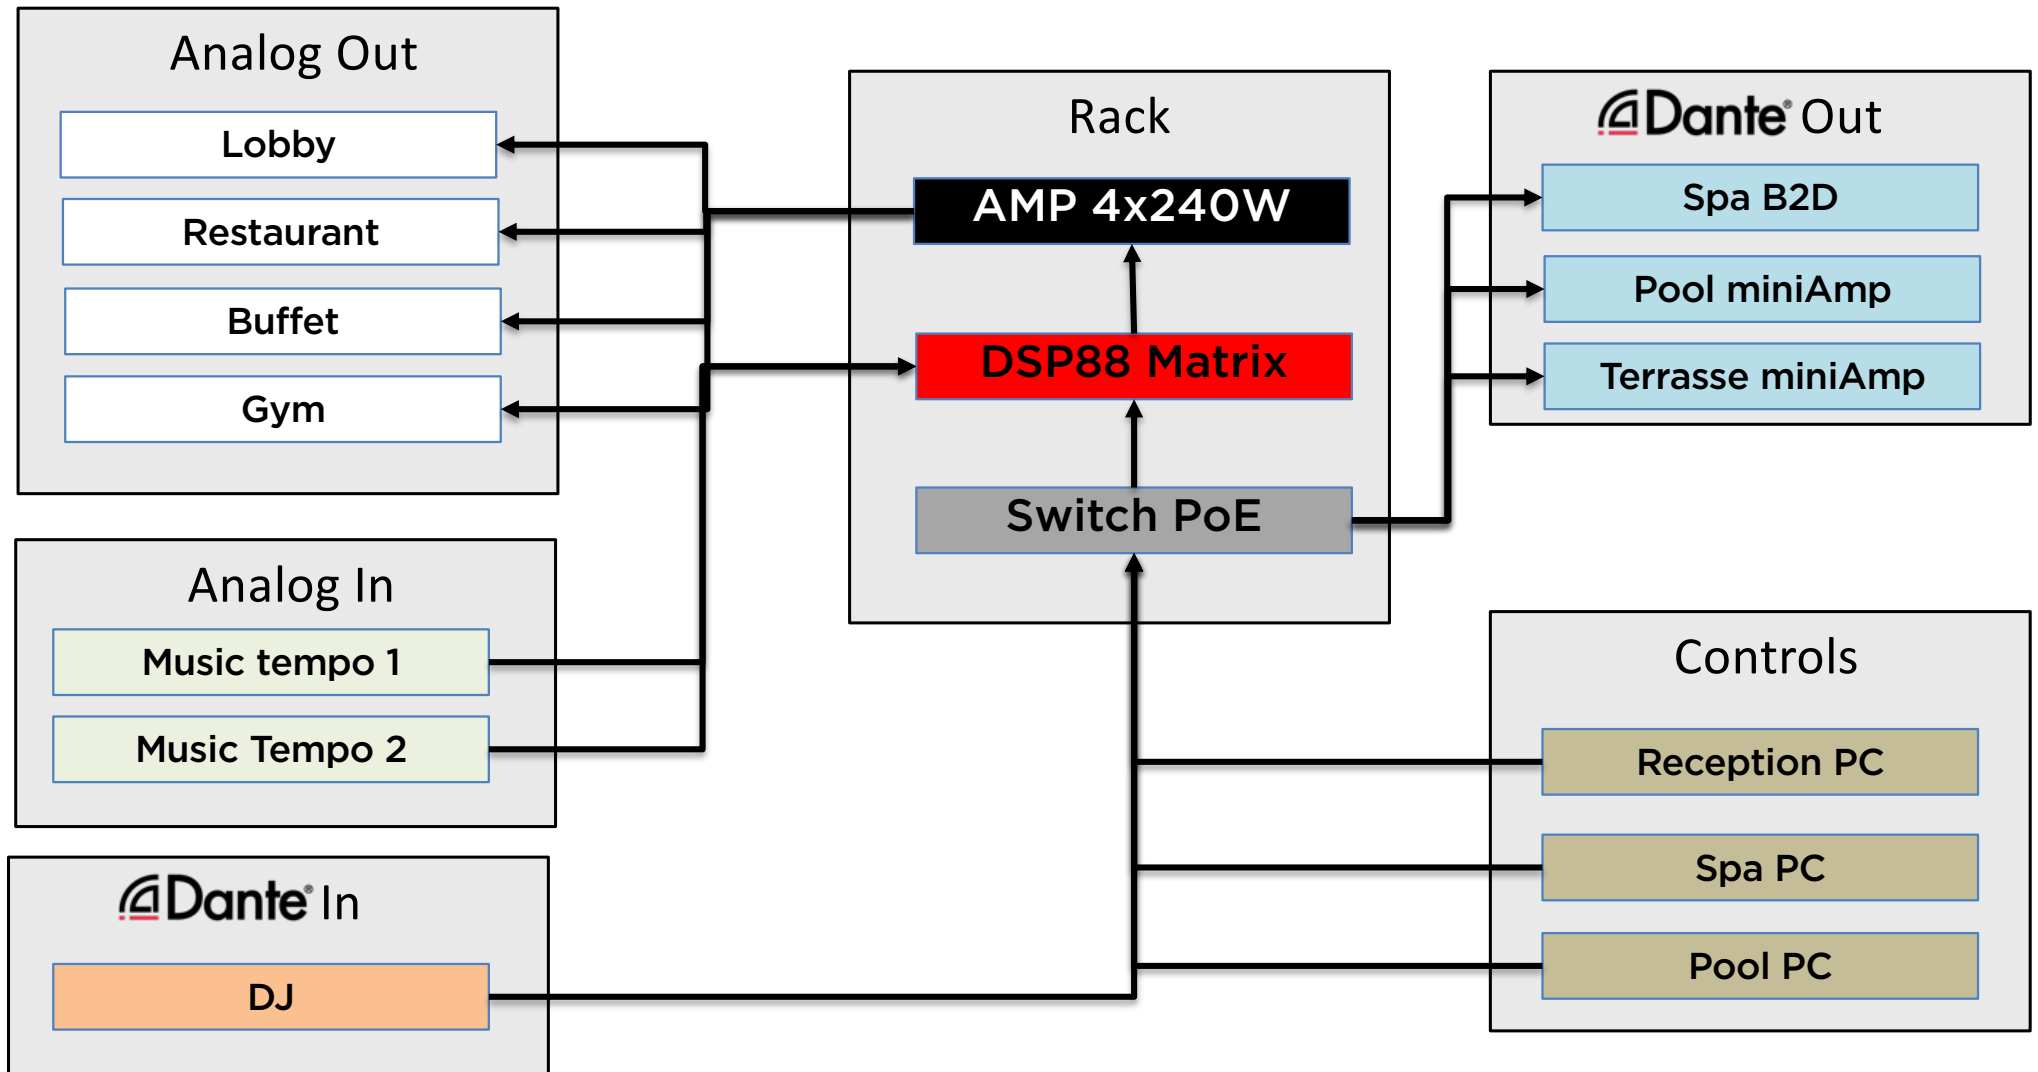 Analog Out
Lobby
Restaurant
Buffet
Gym
Analog In
Music tempo 1
Music Tempo 2
Dante® In
DJ
Rack
AMP 4x240W
DSP88 Matrix
Switch PoE
Dante® Out
Spa B2D
Pool miniAmp
Terrasse miniAmp
Controls
Reception PC
Spa PC
Pool PC